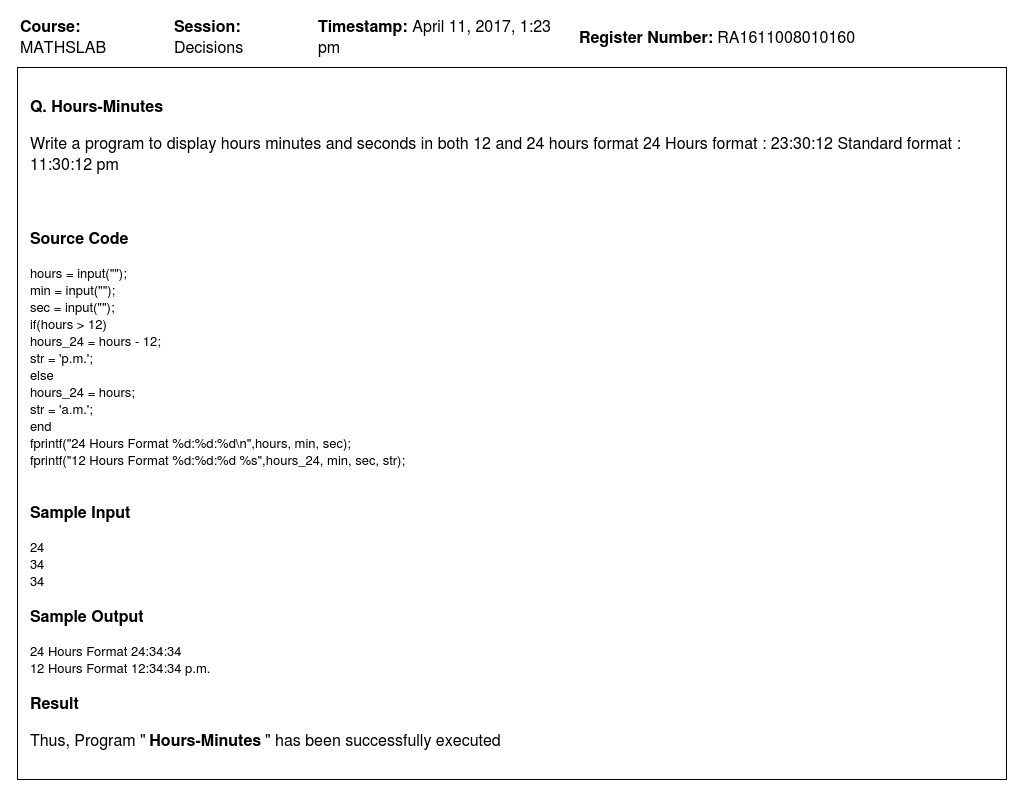 Course: MATHSLAB
Session: Decisions
Timestamp: April 11, 2017, 1:23 pm
Register Number: RA1611008010160
Q. Hours-Minutes
Write a program to display hours minutes and seconds in both 12 and 24 hours format 24 Hours format : 23:30:12 Standard format :
11:30:12 pm
Source Code
hours = input("");
min = input("");
sec = input("");
if(hours > 12)
hours_24 = hours - 12;
str = 'p.m.';
else
hours_24 = hours;
str = 'a.m.';
end
fprintf("24 Hours Format %d:%d:%d\n",hours, min, sec);
fprintf("12 Hours Format %d:%d:%d %s",hours_24, min, sec, str);
Sample Input
24
34
34
Sample Output
24 Hours Format 24:34:34
12 Hours Format 12:34:34 p.m.
Result
Thus, Program " Hours-Minutes " has been successfully executed